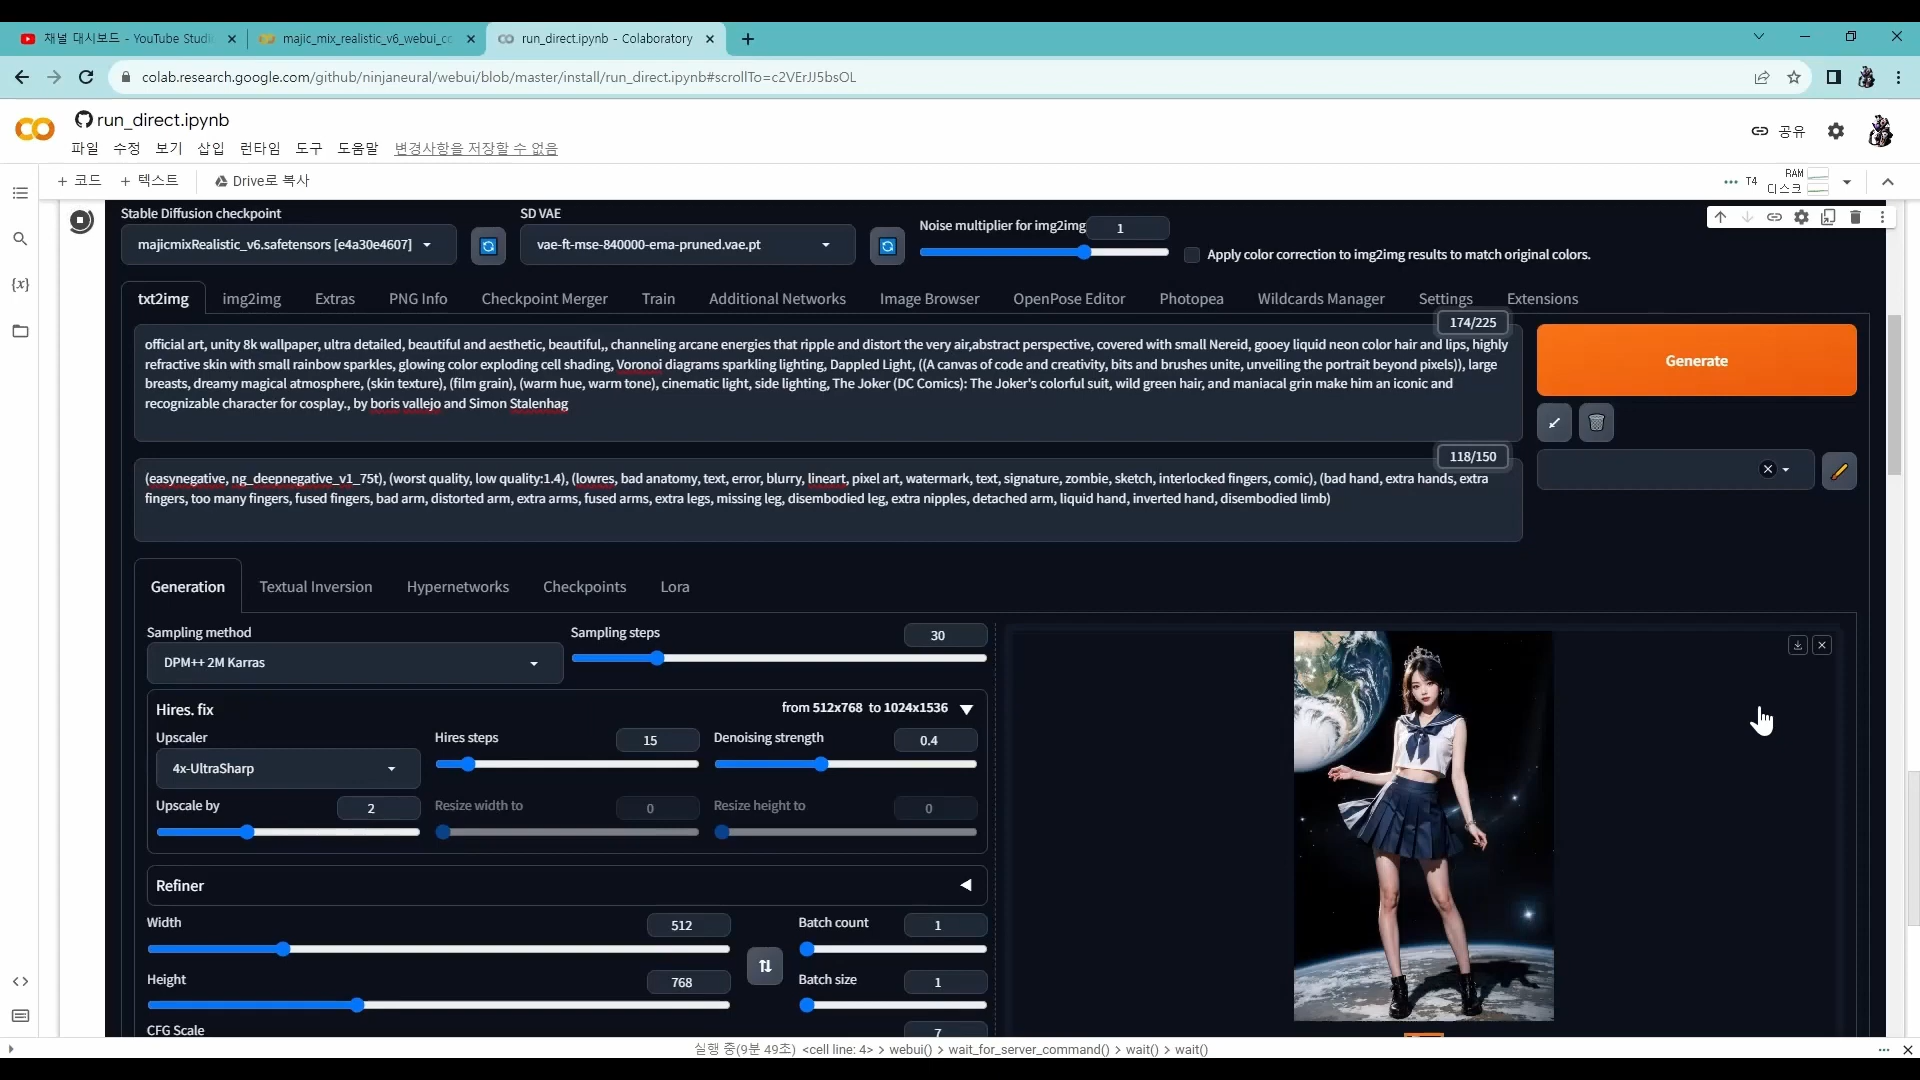 채널 대시보드 - YouTube Studi
majic_mix_realistic_v6_webui_co
run_direct.ipynb - Colaboratory
colab.research.google.com/github/ninjaneural/webui/blob/master/install/run_direct.ipynb#scrollTo=c2VErJJ5bsOL
run_direct.ipynb
파일 수정 보기 삽입 런타임 도구 도움말 변경사항을 저장할 수 없음
공유
+ 코드 + 텍스트 Drive로 복사
T4 RAM 디스크
Stable Diffusion checkpoint
majicmixRealistic_v6.safetensors [e4a30e4607]
SD VAE
vae-ft-mse-840000-ema-pruned.vae.pt
Noise multiplier for img2img 1
Apply color correction to img2img results to match original colors.
txt2img img2img Extras PNG Info Checkpoint Merger Train Additional Networks Image Browser OpenPose Editor Photopea Wildcards Manager Settings Extensions
174/225
official art, unity 8k wallpaper, ultra detailed, beautiful and aesthetic, beautiful,, channeling arcane energies that ripple and distort the very air,abstract perspective, covered with small Nereid, gooey liquid neon color hair and lips, highly
refractive skin with small rainbow sparkles, glowing color exploding cell shading, Voronoi diagrams sparkling lighting, Dappled Light, ((A canvas of code and creativity, bits and brushes unite, unveiling the portrait beyond pixels)), large
breasts, dreamy magical atmosphere, (skin texture), (film grain), (warm hue, warm tone), cinematic light, side lighting, The Joker (DC Comics): The Joker's colorful suit, wild green hair, and maniacal grin make him an iconic and
recognizable character for cosplay., by boris vallejo and Simon Stalenhag
Generate
118/150
(easynegative, ng_deepnegative_v1_75t), (worst quality, low quality:1.4), (lowres, bad anatomy, text, error, blurry, lineart, pixel art, watermark, text, signature, zombie, sketch, interlocked fingers, comic), (bad hand, extra hands, extra
fingers, too many fingers, fused fingers, bad arm, distorted arm, extra arms, fused arms, extra legs, missing leg, disembodied leg, extra nipples, detached arm, liquid hand, inverted hand, disembodied limb)
Generation Textual Inversion Hypernetworks Checkpoints Lora
Sampling method
DPM++ 2M Karras
Sampling steps 30
Hires. fix from 512x768 to 1024x1536
Upscaler
4x-UltraSharp
Hires steps 15
Denoising strength 0.4
Upscale by 2
Resize width to 0
Resize height to 0
Refiner
Width 512
Batch count 1
Height 768
Batch size 1
CFG Scale 7
실행 중(9분 49초) <cell line: 4> > webui() > wait_for_server_command() > wait() > wait()